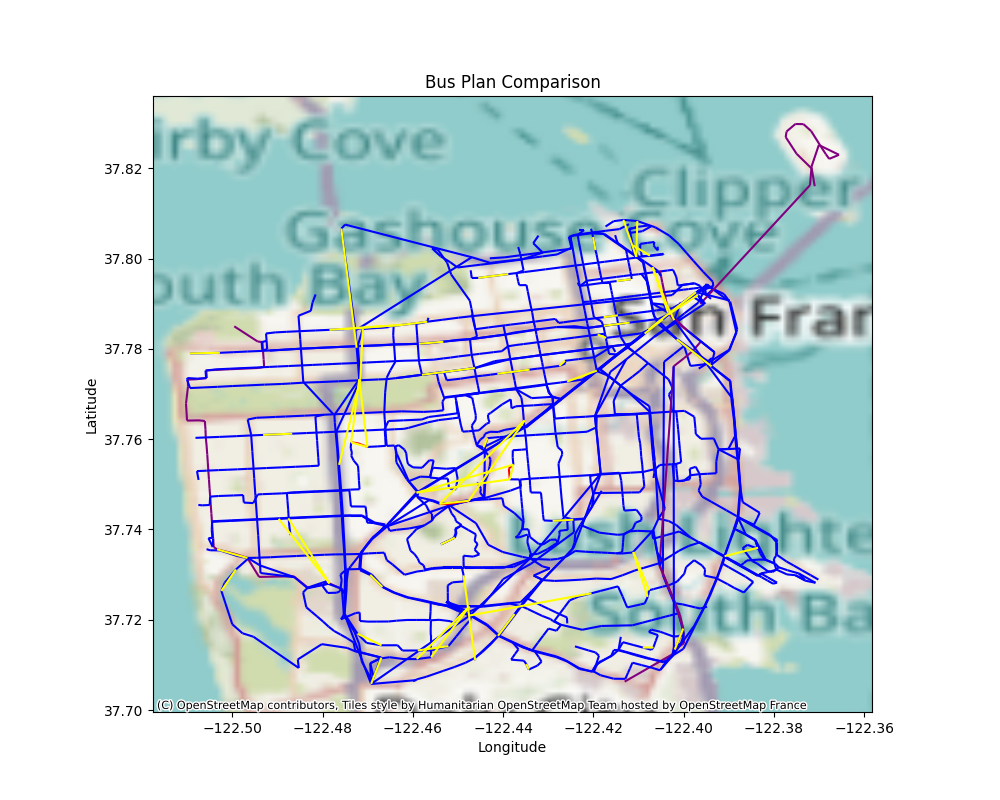 Bus Plan Comparison
irby Cove
Clipper
Gashouse Cove
outh Bay
San Fran
South Ba
37.82
37.80
37.78
37.76
37.74
37.72
37.70
Latitude
(C) OpenStreetMap contributors, Tiles style by Humanitarian OpenStreetMap Team hosted by OpenStreetMap France
−122.50
−122.48
−122.46
−122.44
−122.42
−122.40
−122.38
−122.36
Longitude